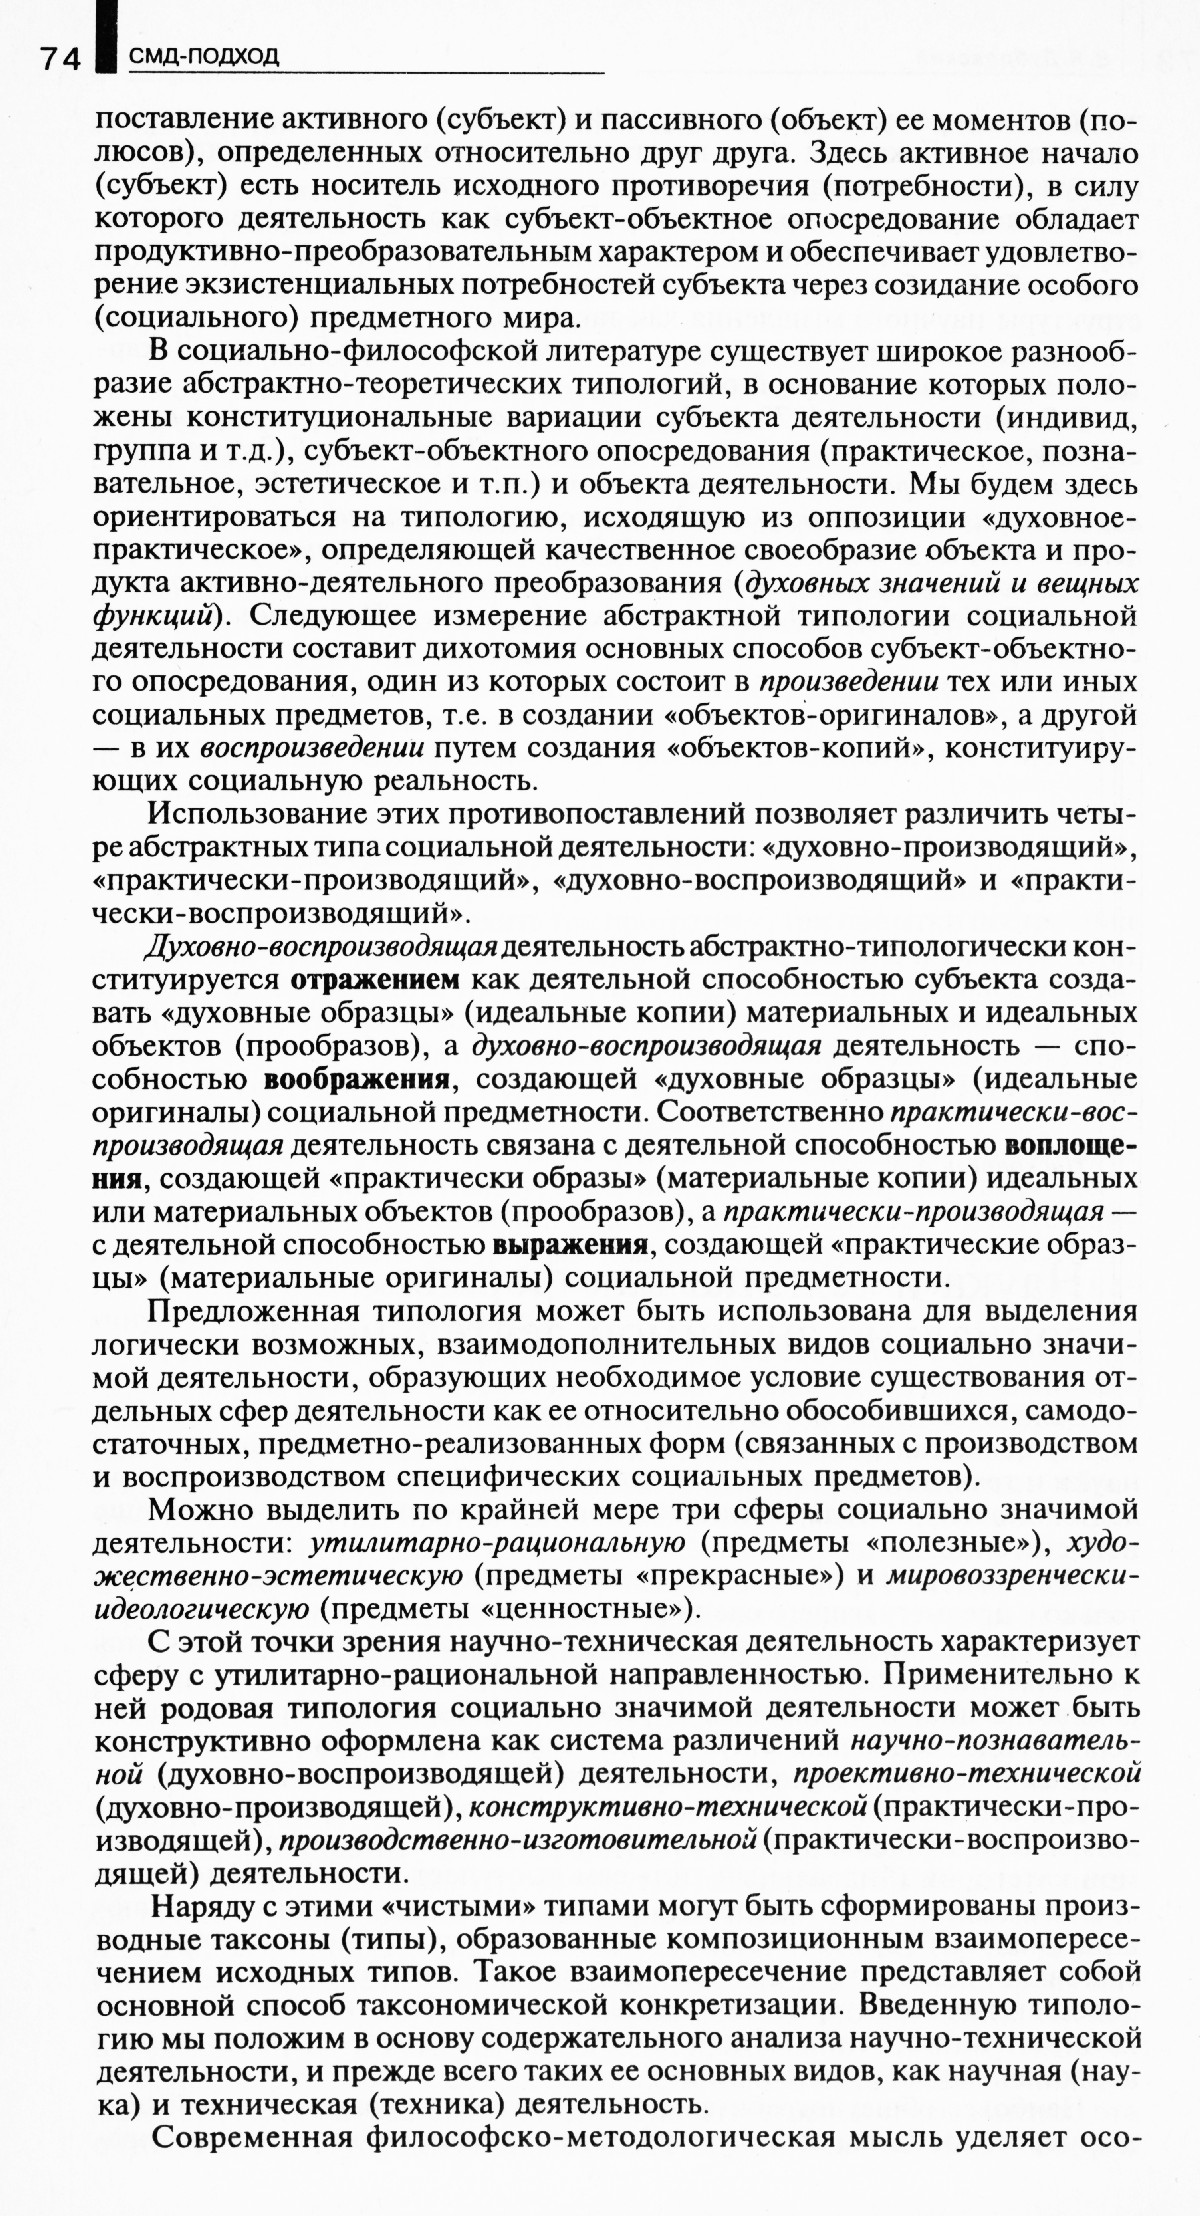 74 СМД-ПОДХОД
поставление активного (субъект) и пассивного (объект) ее моментов (по-
люсов), определенных относительно друг друга. Здесь активное начало
(субъект) есть носитель исходного противоречия (потребности), в силу
которого деятельность как субъект-объектное опосредование обладает
продуктивно-преобразовательным характером и обеспечивает удовлетво-
рение экзистенциальных потребностей субъекта через созидание особого
(социального) предметного мира.
В социально-философской литературе существует широкое разнооб-
разие абстрактно-теоретических типологий, в основание которых поло-
жены конституциональные вариации субъекта деятельности (индивид,
группа и т.д.), субъект-объектного опосредования (практическое, позна-
вательное, эстетическое и т.п.) и объекта деятельности. Мы будем здесь
ориентироваться на типологию, исходящую из оппозиции «духовное-
практическое», определяющей качественное своеобразие объекта и про-
дукта активно-деятельного преобразования (духовных значений и вещных
функций). Следующее измерение абстрактной типологии социальной
деятельности составит дихотомия основных способов субъект-объектно-
го опосредования, один из которых состоит в произведении тех или иных
социальных предметов, т.е. в создании «объектов-оригиналов», а другой
— в их воспроизведении путем создания «объектов-копий», конституиру-
ющих социальную реальность.
Использование этих противопоставлений позволяет различить четы-
ре абстрактных типа социальной деятельности: «духовно-производящий»,
«практически-производящий», «духовно-воспроизводящий» и «практи-
чески-воспроизводящий».
Духовно-воспроизводящая деятельность абстрактно-типологически кон-
ституируется отражением как деятельной способностью субъекта созда-
вать «духовные образцы» (идеальные копии) материальных и идеальных
объектов (прообразов), а духовно-воспроизводящая деятельность — спо-
собностью воображения, создающей «духовные образцы» (идеальные
оригиналы) социальной предметности. Соответственно практически-вос-
производящая деятельность связана с деятельной способностью воплоще-
ния, создающей «практически образы» (материальные копии) идеальных
или материальных объектов (прообразов), а практически-производящая —
с деятельной способностью выражения, создающей «практические образ-
цы» (материальные оригиналы) социальной предметности.
Предложенная типология может быть использована для выделения
логически возможных, взаимодополнительных видов социально значи-
мой деятельности, образующих необходимое условие существования от-
дельных сфер деятельности как ее относительно обособившихся, самодо-
статочных, предметно-реализованных форм (связанных с производством
и воспроизводством специфических социальных предметов).
Можно выделить по крайней мере три сферы социально значимой
деятельности: утилитарно-рациональную (предметы «полезные»), худо-
жественно-эстетическую (предметы «прекрасные») и мировоззренчески-
идеологическую (предметы «ценностные»).
С этой точки зрения научно-техническая деятельность характеризует
сферу с утилитарно-рациональной направленностью. Применительно к
ней родовая типология социально значимой деятельности может быть
конструктивно оформлена как система различений научно-познаватель-
ной (духовно-воспроизводящей) деятельности, проективно-технической
(духовно-производящей), конструктивно-технической (практически-про-
изводящей), производственно-изготовительной (практически-воспроизво-
дящей) деятельности.
Наряду с этими «чистыми» типами могут быть сформированы произ-
водные таксоны (типы), образованные композиционным взаимопересе-
чением исходных типов. Такое взаимопересечение представляет собой
основной способ таксономической конкретизации. Введенную типоло-
гию мы положим в основу содержательного анализа научно-технической
деятельности, и прежде всего таких ее основных видов, как научная (нау-
ка) и техническая (техника) деятельность.
Современная философско-методологическая мысль уделяет осо-